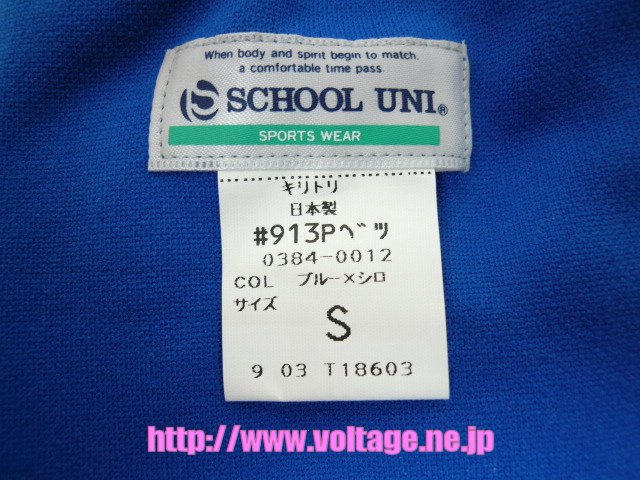 When body and spirit begin to match.
a comfortable time pass.
S SCHOOL UNI®
SPORTS WEAR
キリトリ
日本製
#913Pベツ
0384-0012
COL ブルー×シロ
サイズ
S
9 03 T18603
http://www.voltage.ne.jp